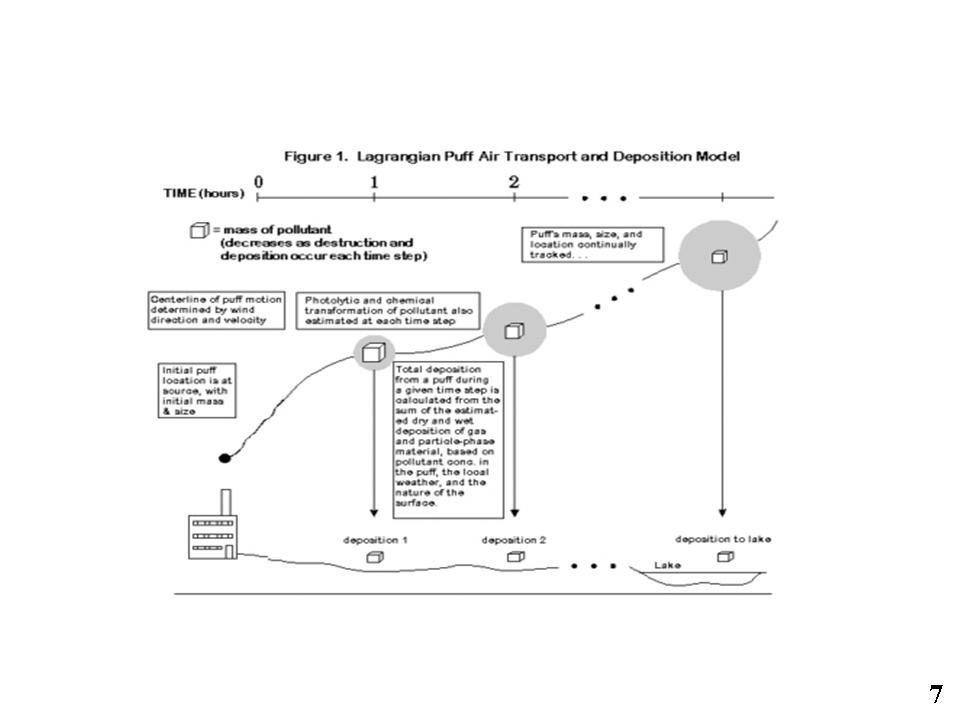 Figure 1. Lagrangian Puff Air Transport and Deposition Model
0 1 2
TIME (hours)
= mass of pollutant
(decreases as destruction and
deposition occur each time step)
Puff's mass, size, and
location continually
tracked. . .
Centerline of puff motion
determined by wind
direction and velocity
Photolytic and chemical
transformation of pollutant also
estimated at each time step
Initial puff
location is at
source, with
initial mass
& size
Total deposition
from a puff during
a given time step is
calculated from the
sum of the estimat-
ed dry and wet
deposition of gas
and particle-phase
material, based on
pollutant conc. in
the puff, the local
weather, and the
nature of the
surface.
deposition 1
deposition 2
deposition to lake
Lake
7